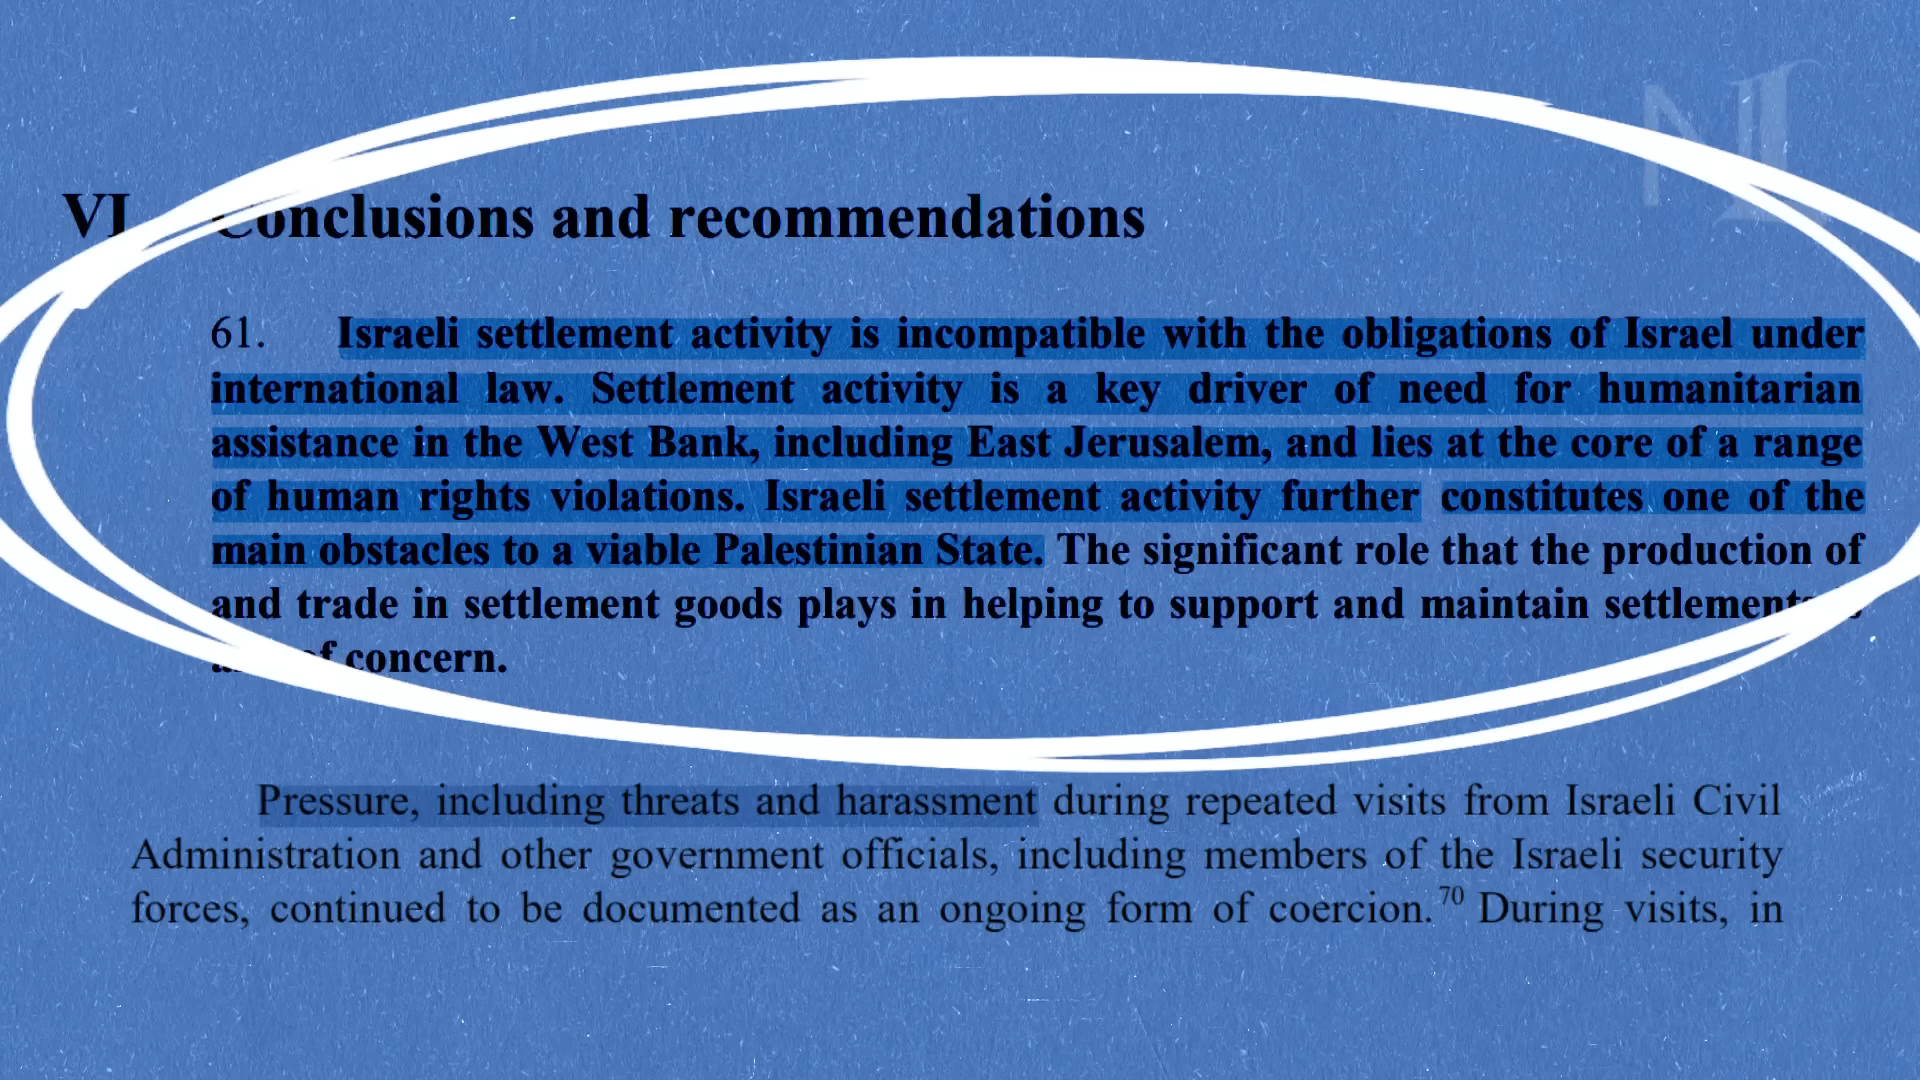 VI Conclusions and recommendations
61. Israeli settlement activity is incompatible with the obligations of Israel under
international law. Settlement activity is a key driver of need for humanitarian
assistance in the West Bank, including East Jerusalem, and lies at the core of a range
of human rights violations. Israeli settlement activity further constitutes one of the
main obstacles to a viable Palestinian State. The significant role that the production of
and trade in settlement goods plays in helping to support and maintain settlements
of concern.
Pressure, including threats and harassment during repeated visits from Israeli Civil
Administration and other government officials, including members of the Israeli security
forces, continued to be documented as an ongoing form of coercion.70 During visits, in